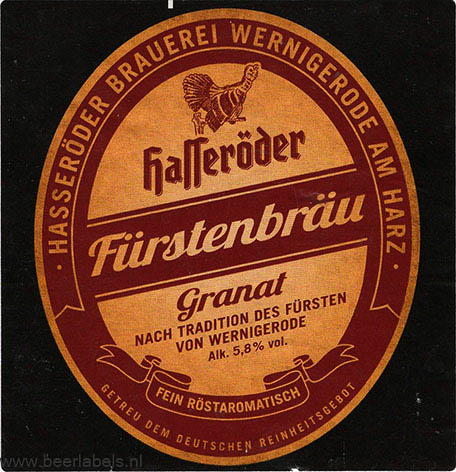 · HASSERÖDER BRAUEREI WERNIGERODE AM HARZ ·
Hasseröder
Fürstenbräu
Granat
NACH TRADITION DES FÜRSTEN
VON WERNIGERODE
Alk. 5,8% vol.
FEIN RÖSTAROMATISCH
GETREU DEM DEUTSCHEN REINHEITSGEBOT
www.beerlabels.nl